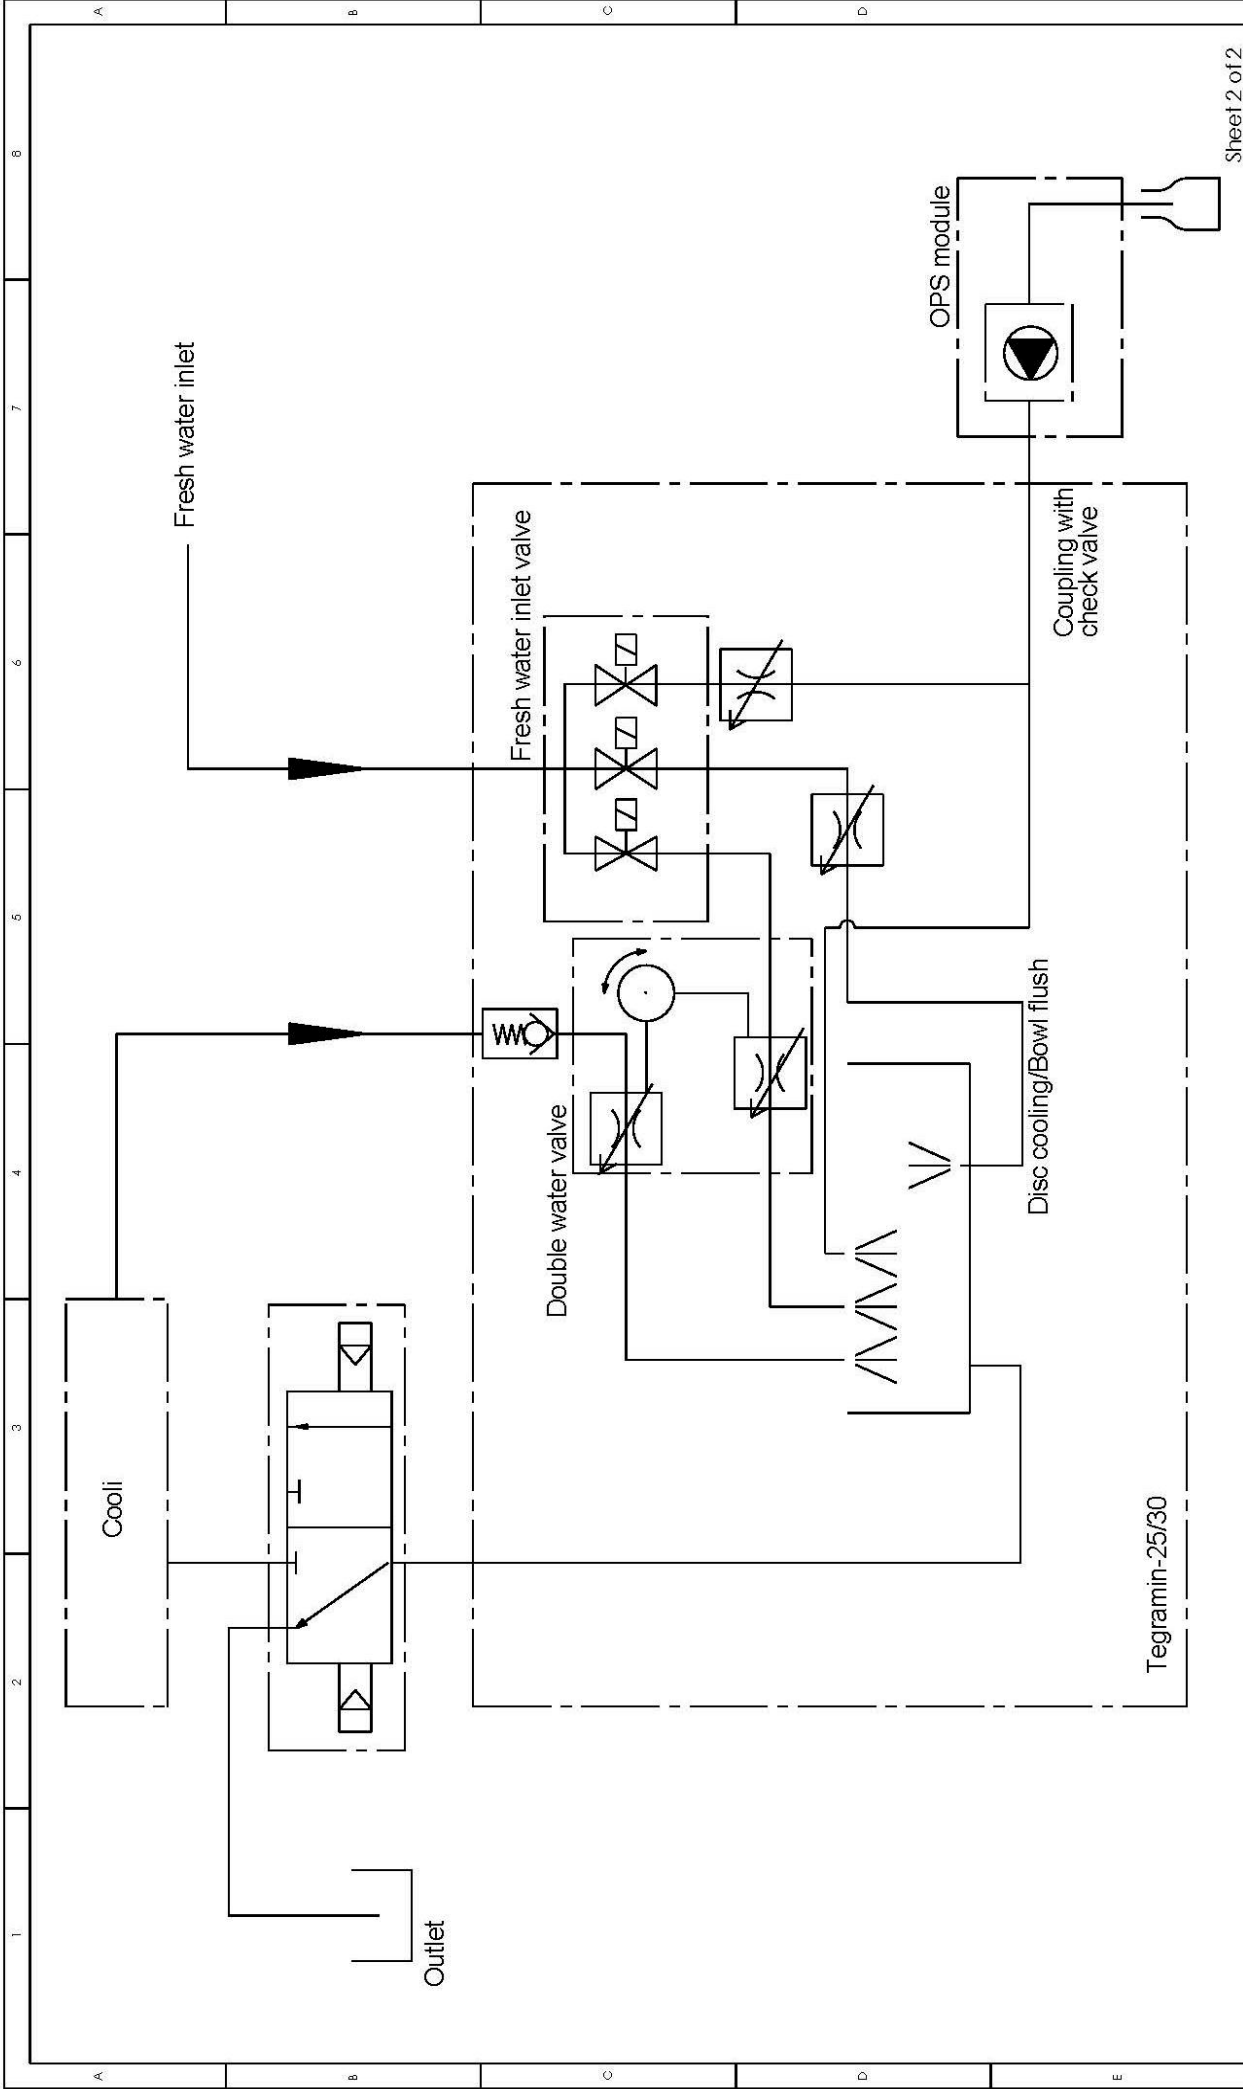 A
B
C
D
8
7
6
5
4
3
2
1
A
B
C
D
E
Fresh water inlet
OPS module
Fresh water inlet valve
Coupling with
check valve
Double water valve
Disc cooling/Bowl flush
Cooli
Tegramin-25/30
Outlet
Sheet 2 of 2